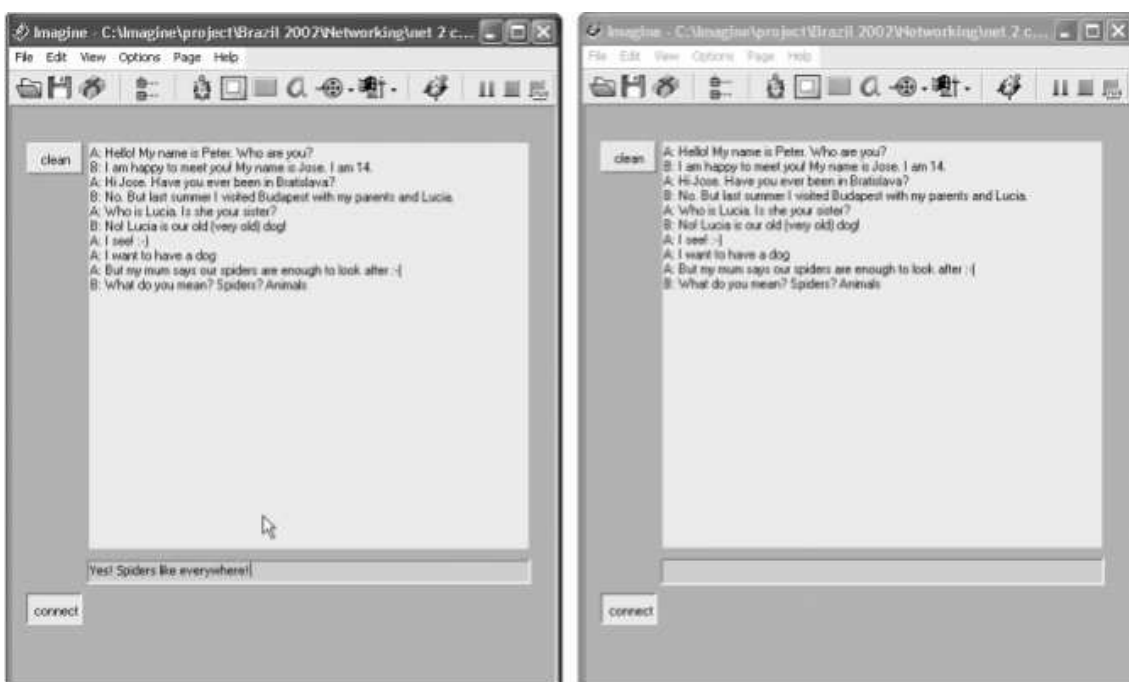 Imagine - C:\Imagine\project\Brazil 2002\Networking\net 2 c...
File Edit View Options Page Help
clean
A: Hello! My name is Peter. Who are you?
B: I am happy to meet you! My name is Jose. I am 14.
A: Hi Jose. Have you ever been in Bratislava?
B: No. But last summer I visited Budapest with my parents and Lucia.
A: Who is Lucia. Is she your sister?
B: No! Lucia is our old (very old) dog!
A: I see! :-)
A: I want to have a dog
A: But my mum says our spiders are enough to look after :-(
B: What do you mean? Spiders? Animals
Yes! Spiders like everywhere!
connect
Imagine - C:\Imagine\project\Brazil 2002\Networking\net 2 c...
File Edit View Options Page Help
clean
A: Hello! My name is Peter. Who are you?
B: I am happy to meet you! My name is Jose. I am 14.
A: Hi Jose. Have you ever been in Bratislava?
B: No. But last summer I visited Budapest with my parents and Lucia.
A: Who is Lucia. Is she your sister?
B: No! Lucia is our old (very old) dog!
A: I see! :-)
A: I want to have a dog
A: But my mum says our spiders are enough to look after :-(
B: What do you mean? Spiders? Animals
connect